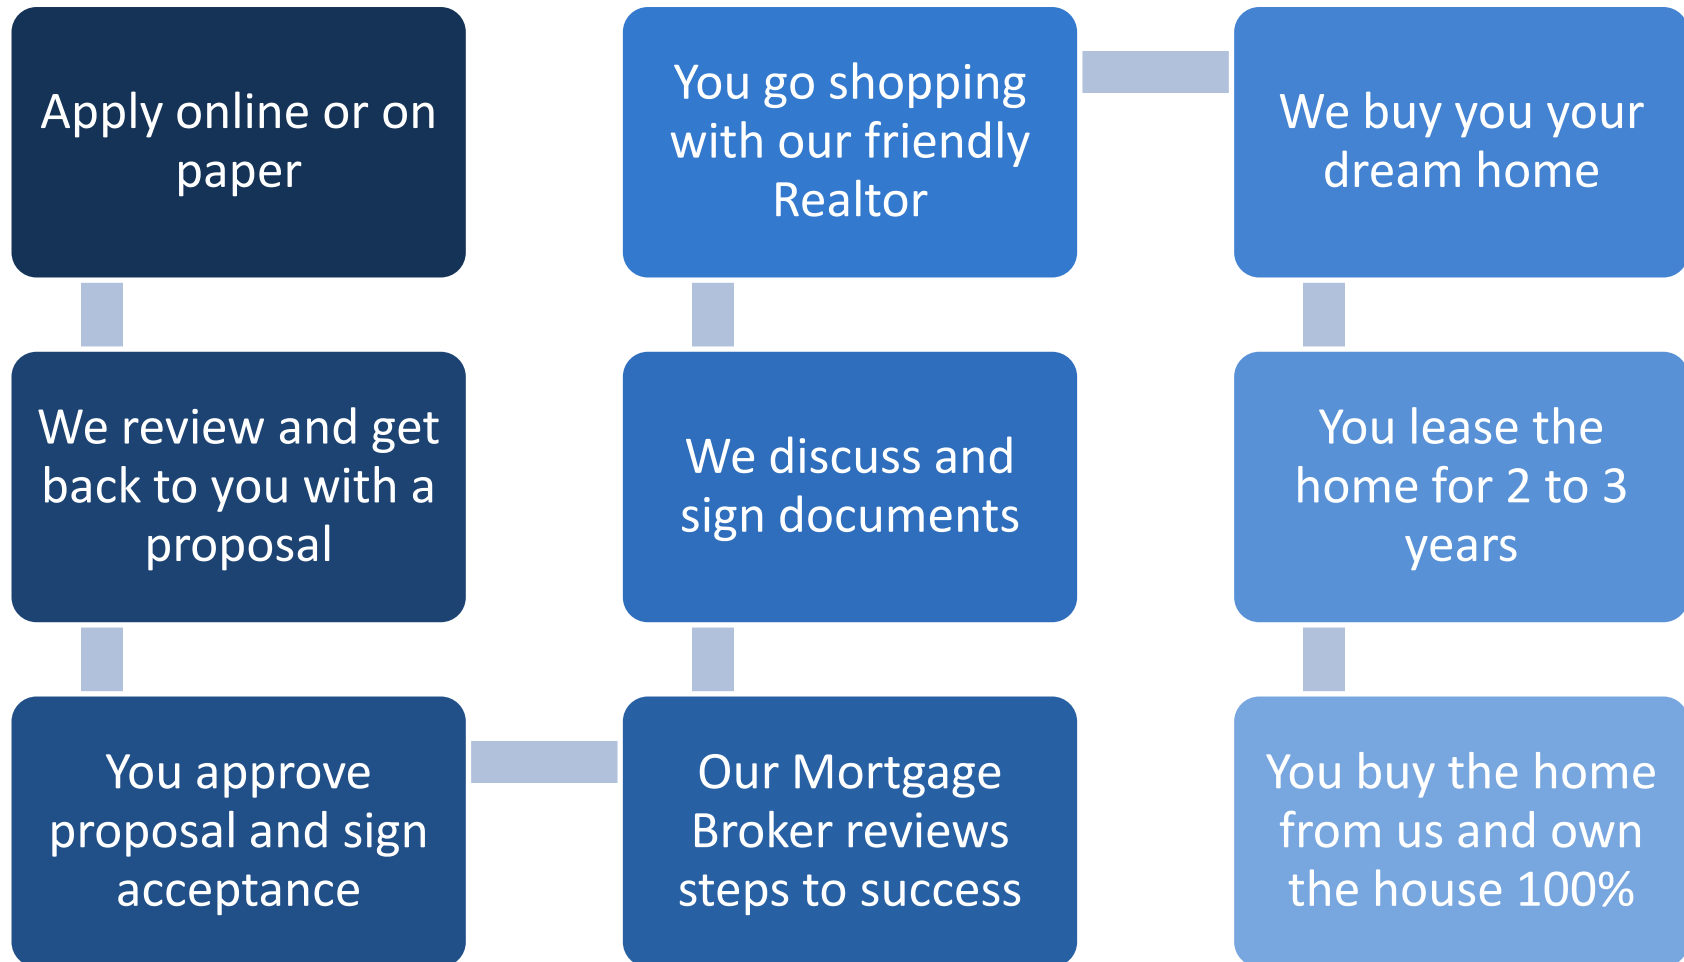 Apply online or on
paper
We review and get
back to you with a
proposal
You approve
proposal and sign
acceptance
Our Mortgage
Broker reviews
steps to success
We discuss and
sign documents
You go shopping
with our friendly
Realtor
We buy you your
dream home
You lease the
home for 2 to 3
years
You buy the home
from us and own
the house 100%